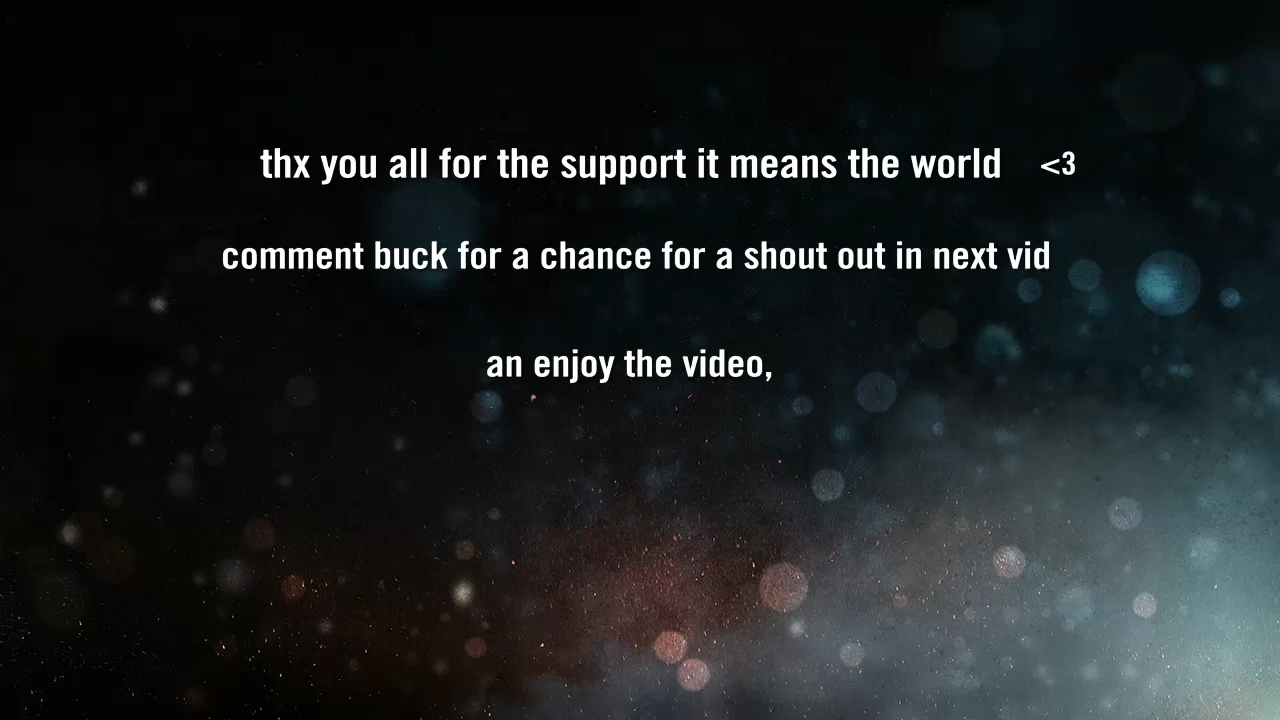 thx you all for the support it means the world <3
comment buck for a chance for a shout out in next vid
an enjoy the video,